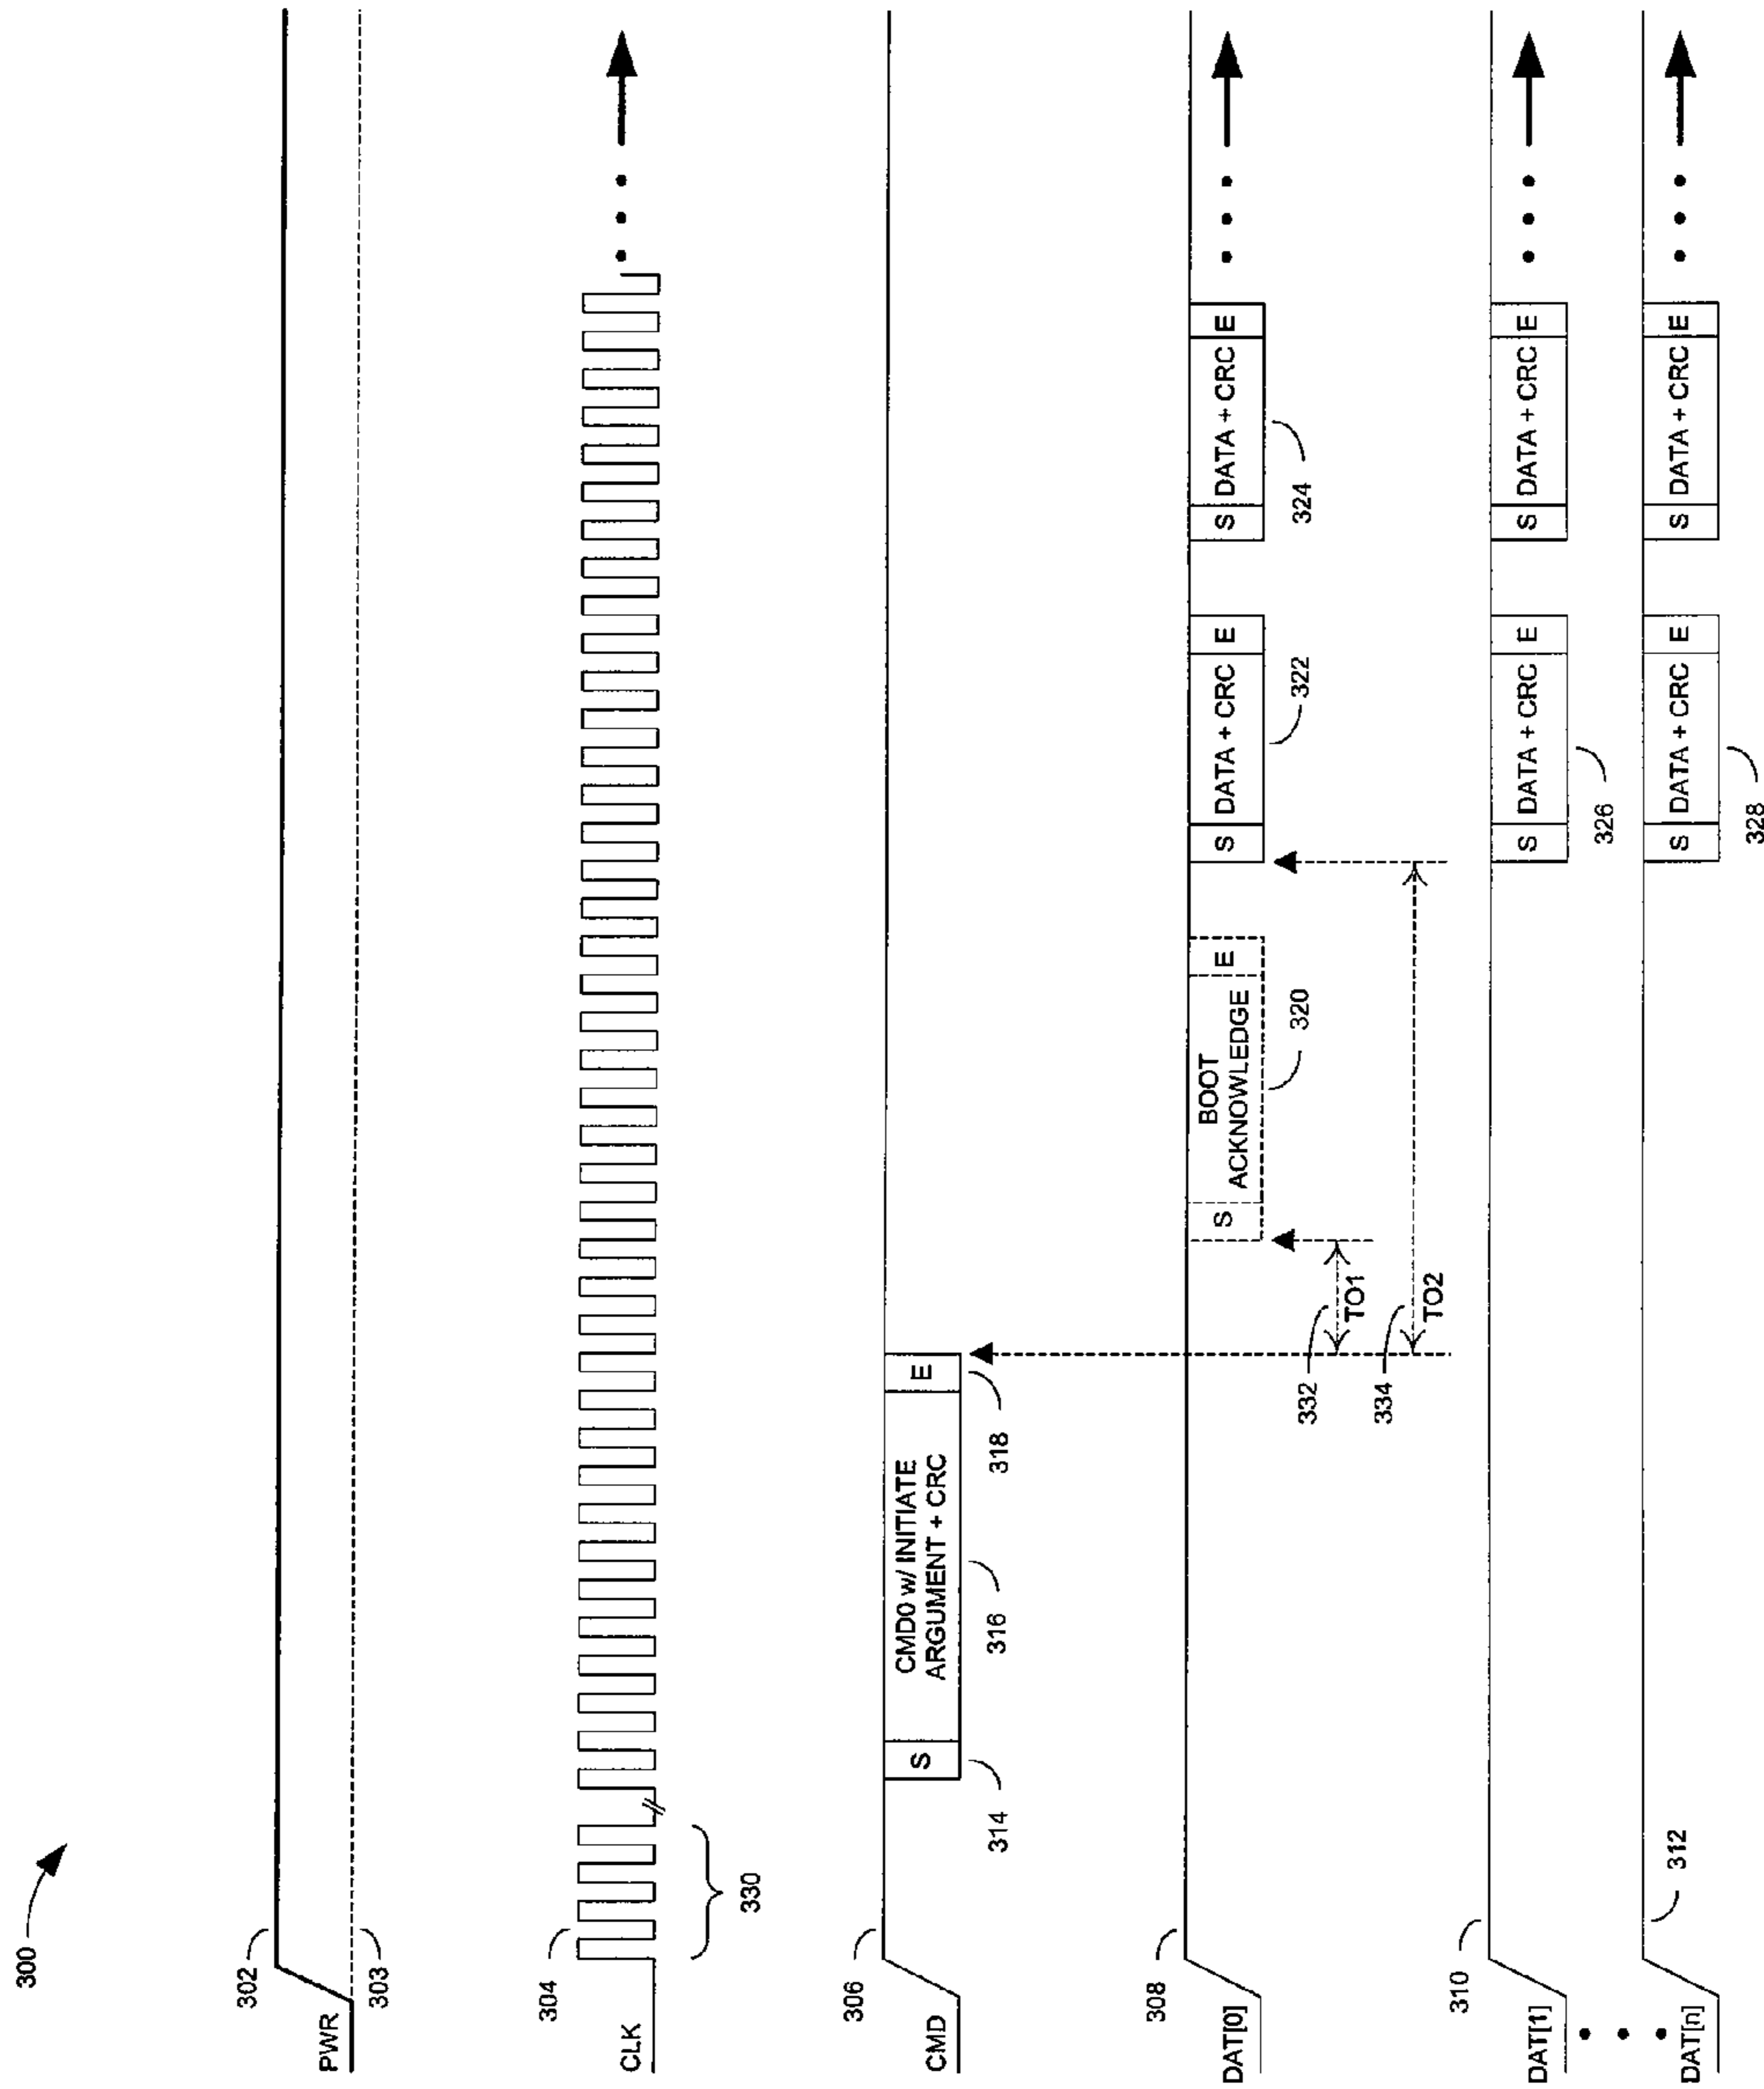 300
302
PWR
303
304
CLK
330
306
CMD
S
CMD0 w/ INITIATE
ARGUMENT + CRC
E
314
316
318
308
DAT[0]
S
BOOT
ACKNOWLEDGE
E
320
S
DATA + CRC
E
322
S
DATA + CRC
E
324
332
TO1
334
TO2
310
DAT[1]
S
DATA + CRC
E
326
S
DATA + CRC
E
312
DAT[n]
S
DATA + CRC
E
328
S
DATA + CRC
E